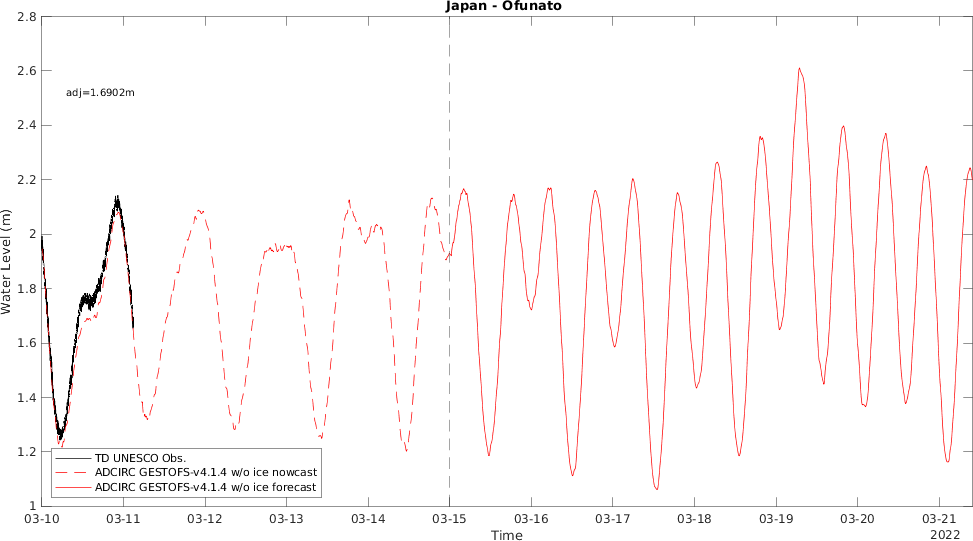 Japan - Ofunato
2.8
2.6
2.4
2.2
2
1.8
1.6
1.4
1.2
1
Water Level (m)
adj=1.6902m
TD UNESCO Obs.
ADCIRC GESTOFS-v4.1.4 w/o ice nowcast
ADCIRC GESTOFS-v4.1.4 w/o ice forecast
03-10 03-11 03-12 03-13 03-14 03-15 03-16 03-17 03-18 03-19 03-20 03-21
Time
2022